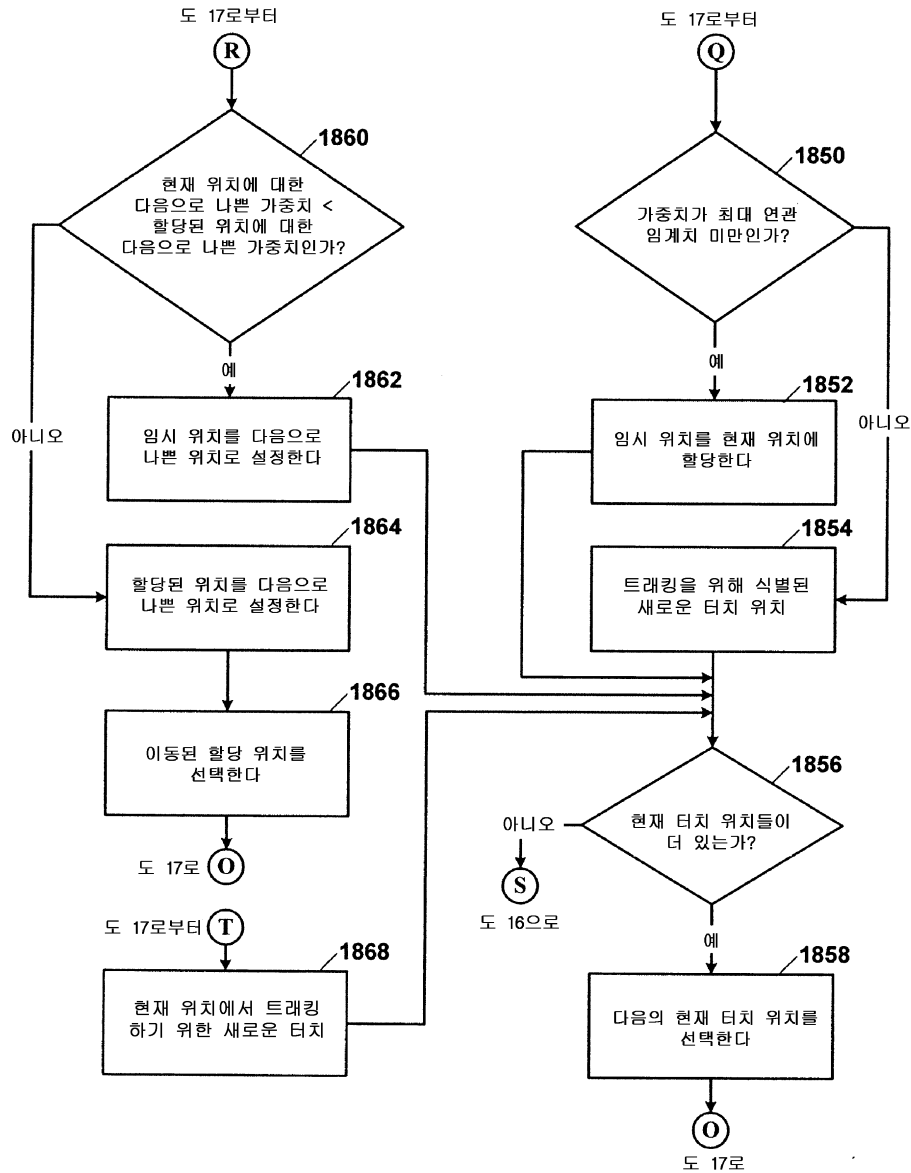 도 17로부터
R
1860
현재 위치에 대한
다음으로 나쁜 가중치 <
할당된 위치에 대한
다음으로 나쁜 가중치인가?
예
아니오
1862
임시 위치를 다음으로
나쁜 위치로 설정한다
1864
할당된 위치를 다음으로
나쁜 위치로 설정한다
1866
이동된 할당 위치를
선택한다
도 17로
O
도 17로부터
T
1868
현재 위치에서 트래킹
하기 위한 새로운 터치
도 17로부터
Q
1850
가중치가 최대 연관
임계치 미만인가?
예
아니오
1852
임시 위치를 현재 위치에
할당한다
1854
트래킹을 위해 식별된
새로운 터치 위치
1856
현재 터치 위치들이
더 있는가?
아니오
S
도 16으로
예
1858
다음의 현재 터치 위치를
선택한다
O
도 17로